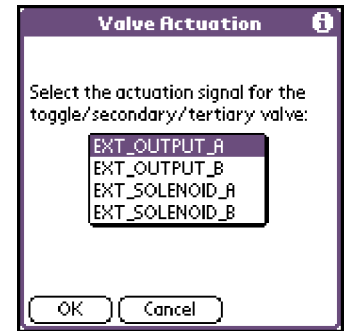 Valve Actuation
Select the actuation signal for the
toggle/secondary/tertiary valve:
EXT_OUTPUT_A
EXT_OUTPUT_B
EXT_SOLENOID_A
EXT_SOLENOID_B
OK Cancel